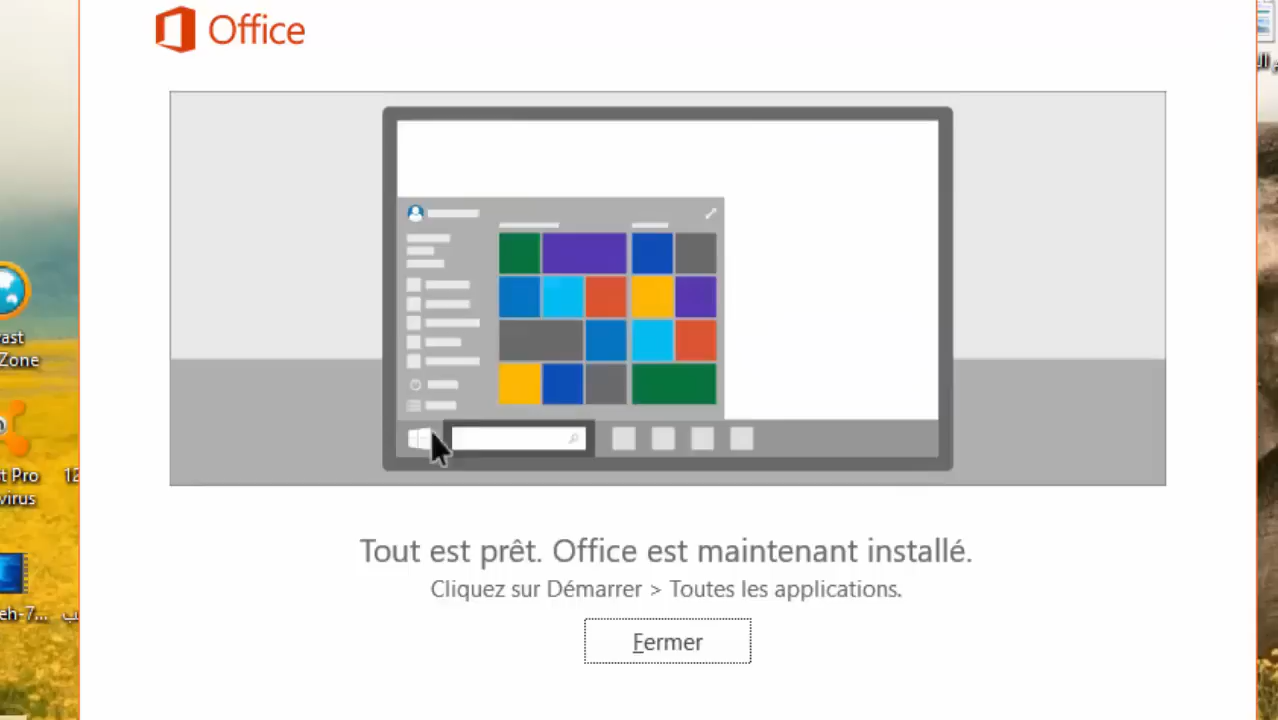 Office
Tout est prêt. Office est maintenant installé.
Cliquez sur Démarrer > Toutes les applications.
Fermer
ast
Zone
t Pro
virus
12
eh-7...